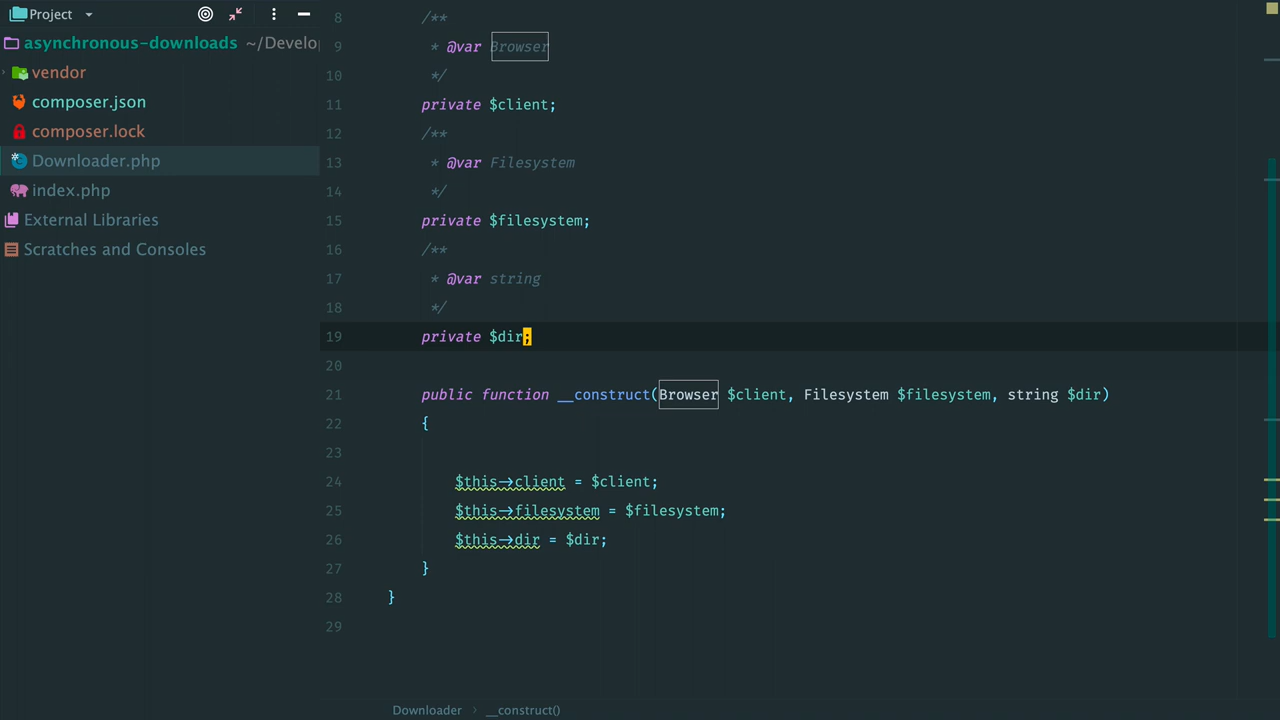 Project
asynchronous-downloads ~/Develo
vendor
composer.json
composer.lock
Downloader.php
index.php
External Libraries
Scratches and Consoles
8 /**
9 * @var Browser
10 */
11 private $client;
12 /**
13 * @var Filesystem
14 */
15 private $filesystem;
16 /**
17 * @var string
18 */
19 private $dir;
20
21 public function __construct(Browser $client, Filesystem $filesystem, string $dir)
22 {
23
24 $this->client = $client;
25 $this->filesystem = $filesystem;
26 $this->dir = $dir;
27 }
28 }
29
Downloader › __construct()